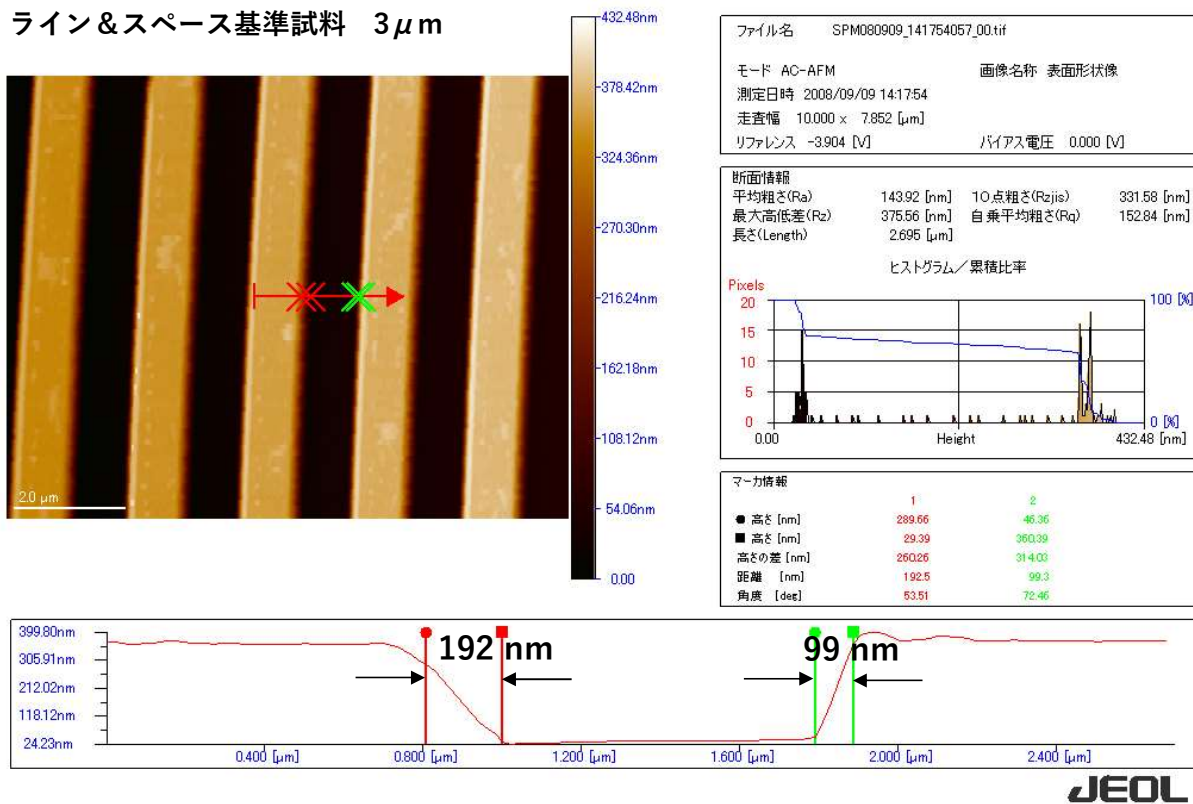 ライン＆スペース基準試料　3μm
432.48nm
378.42nm
324.36nm
270.30nm
216.24nm
162.18nm
108.12nm
54.06nm
0.00
2.0 μm
ファイル名 SPM080909_141754057_00.tif
モード AC-AFM 画像名称 表面形状像
測定日時 2008/09/09 14:17:54
走査幅 10.000 x 7.852 [μm]
リファレンス -3.904 [V] バイアス電圧 0.000 [V]
断面情報
平均粗さ(Ra) 143.92 [nm] 10点粗さ(Rzjis) 331.58 [nm]
最大高低差(Rz) 375.56 [nm] 自乗平均粗さ(Rq) 152.84 [nm]
長さ(Length) 2.695 [μm]
ヒストグラム／累積比率
Pixels
20 100 [%]
15
10
5
0 0 [%]
0.00 Height 432.48 [nm]
マーカ情報
1 2
● 高さ [nm] 289.66 46.36
■ 高さ [nm] 29.39 360.39
高さの差 [nm] 260.26 314.03
距離 [nm] 192.5 99.3
角度 [deg] 53.51 72.46
399.80nm
305.91nm
212.02nm
118.12nm
24.23nm
192 nm 99 nm
0.400 [μm] 0.800 [μm] 1.200 [μm] 1.600 [μm] 2.000 [μm] 2.400 [μm]
JEOL